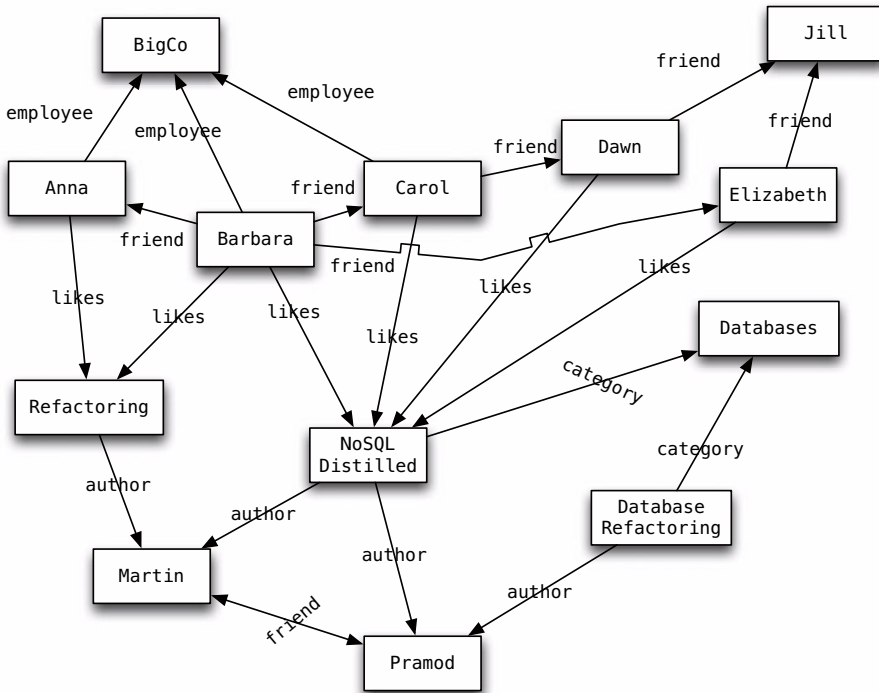 Jill
BigCo
friend
employee
employee
employee
friend
friend
Dawn
Anna
friend
Carol
Elizabeth
friend
Barbara
friend
likes
likes
likes
likes
likes
likes
Databases
category
Refactoring
NoSQL
Distilled
category
author
author
Database
Refactoring
author
Martin
author
friend
Pramod